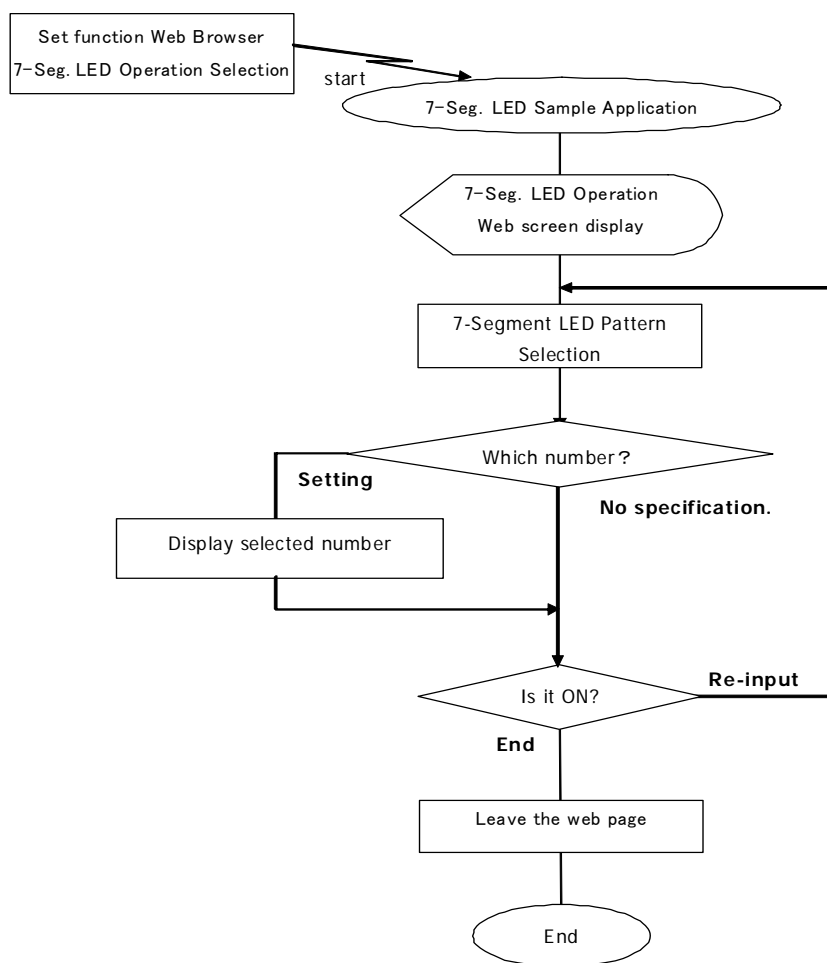 Set function Web Browser
7-Seg. LED Operation Selection
start
7-Seg. LED Sample Application
7-Seg. LED Operation
Web screen display
7-Segment LED Pattern
Selection
Which number?
Setting
No specification.
Display selected number
Is it ON?
Re-input
End
Leave the web page
End